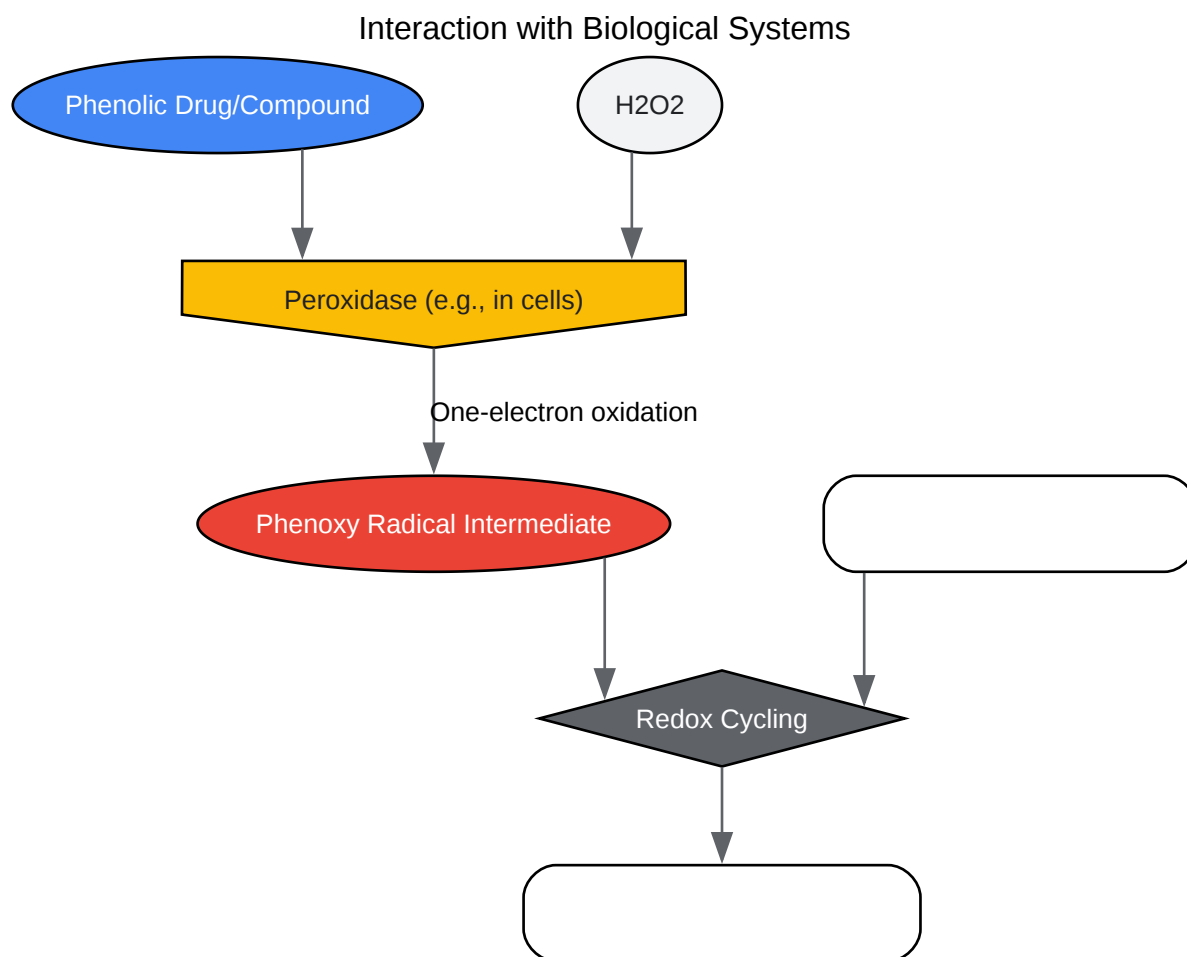 Interaction with Biological Systems
Phenolic Drug/Compound
H2O2
Peroxidase (e.g., in cells)
One-electron oxidation
Phenoxy Radical Intermediate
Redox Cycling